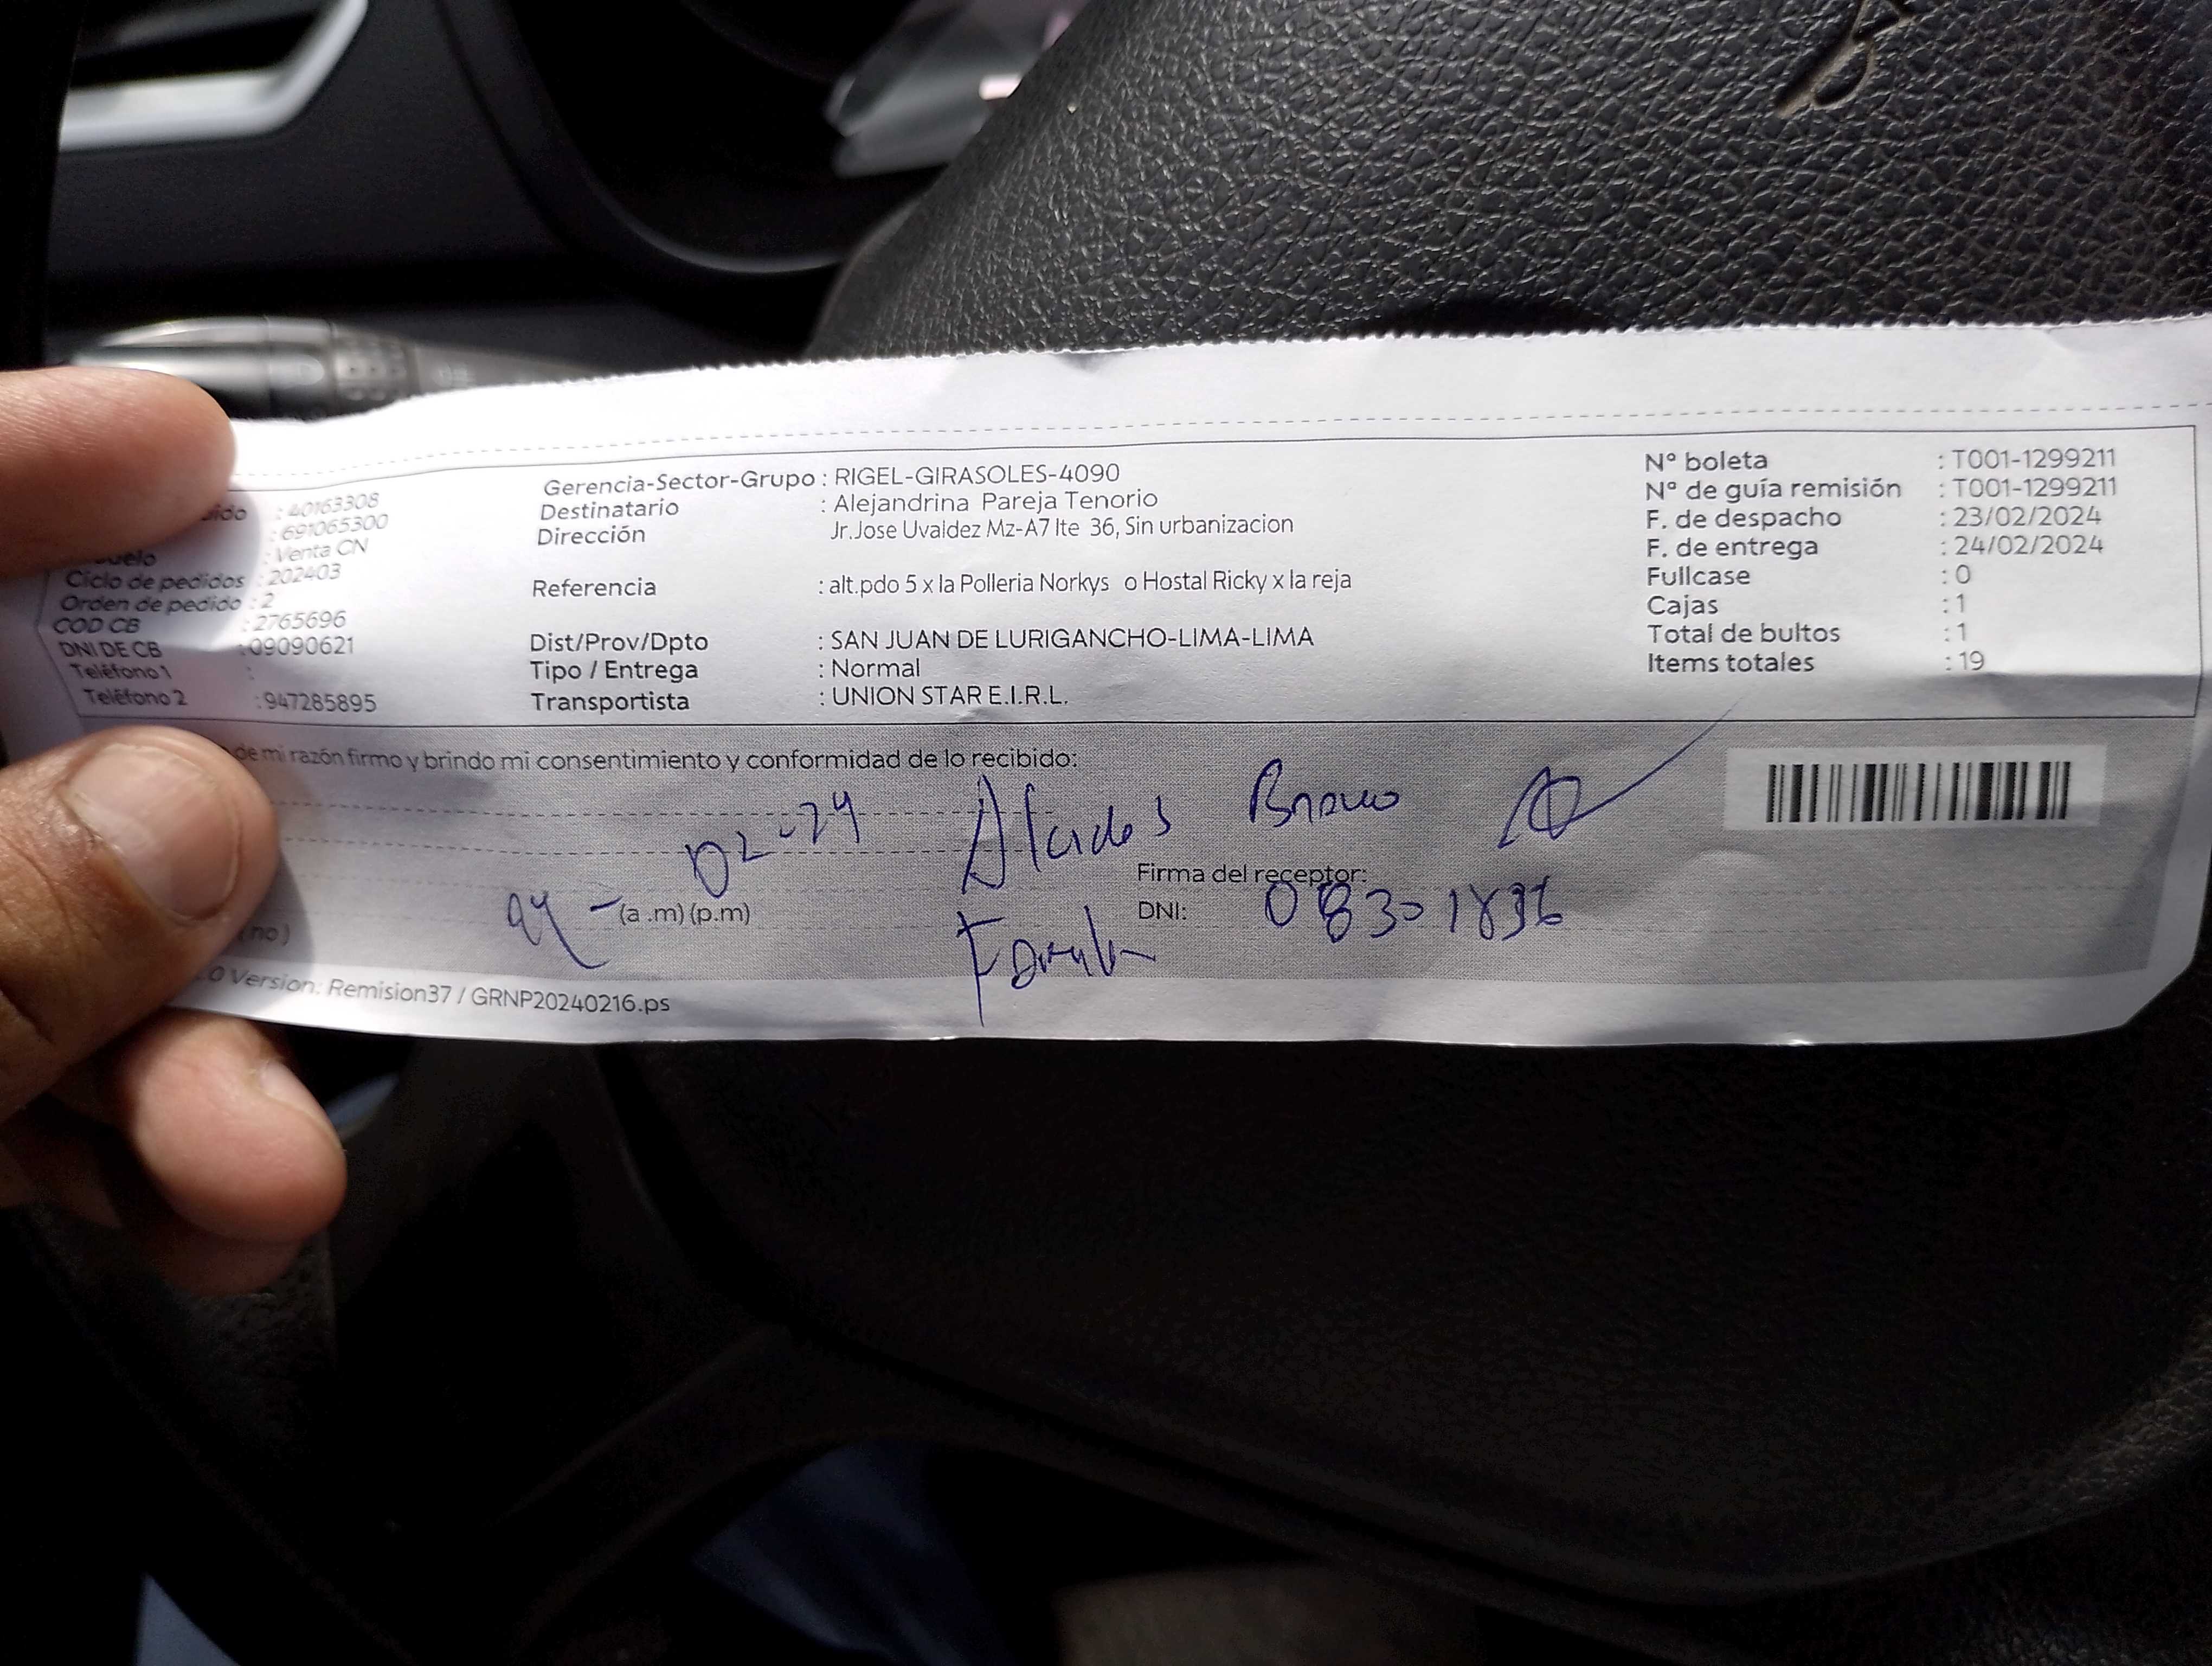 Gerencia-Sector-Grupo : RIGEL-GIRASOLES-4090
Destinatario : Alejandrina Pareja Tenorio
Dirección Jr.Jose Uvaldez Mz-A7 lte 36, Sin urbanizacion
Referencia : alt.pdo 5 x la Polleria Norkys o Hostal Ricky x la reja
Dist/Prov/Dpto : SAN JUAN DE LURIGANCHO-LIMA-LIMA
Tipo / Entrega : Normal
Transportista : UNION STAR E.I.R.L.
: 40163308
: 691065300
: Venta CN
Ciclo de pedidos : 202403
Orden de pedido : 2
COD CB : 2765696
DNI DE CB : 09090621
Teléfono 1 :
Teléfono 2 : 947285895
N° boleta : T001-1299211
N° de guía remisión : T001-1299211
F. de despacho : 23/02/2024
F. de entrega : 24/02/2024
Fullcase : 0
Cajas : 1
Total de bultos : 1
Items totales : 19
de mi razón firmo y brindo mi consentimiento y conformidad de lo recibido:
02-24
Alcides Bravo
Firma del receptor:
(a .m) (p.m)
DNI:
(no)
.0 Version: Remision37 / GRNP20240216.ps